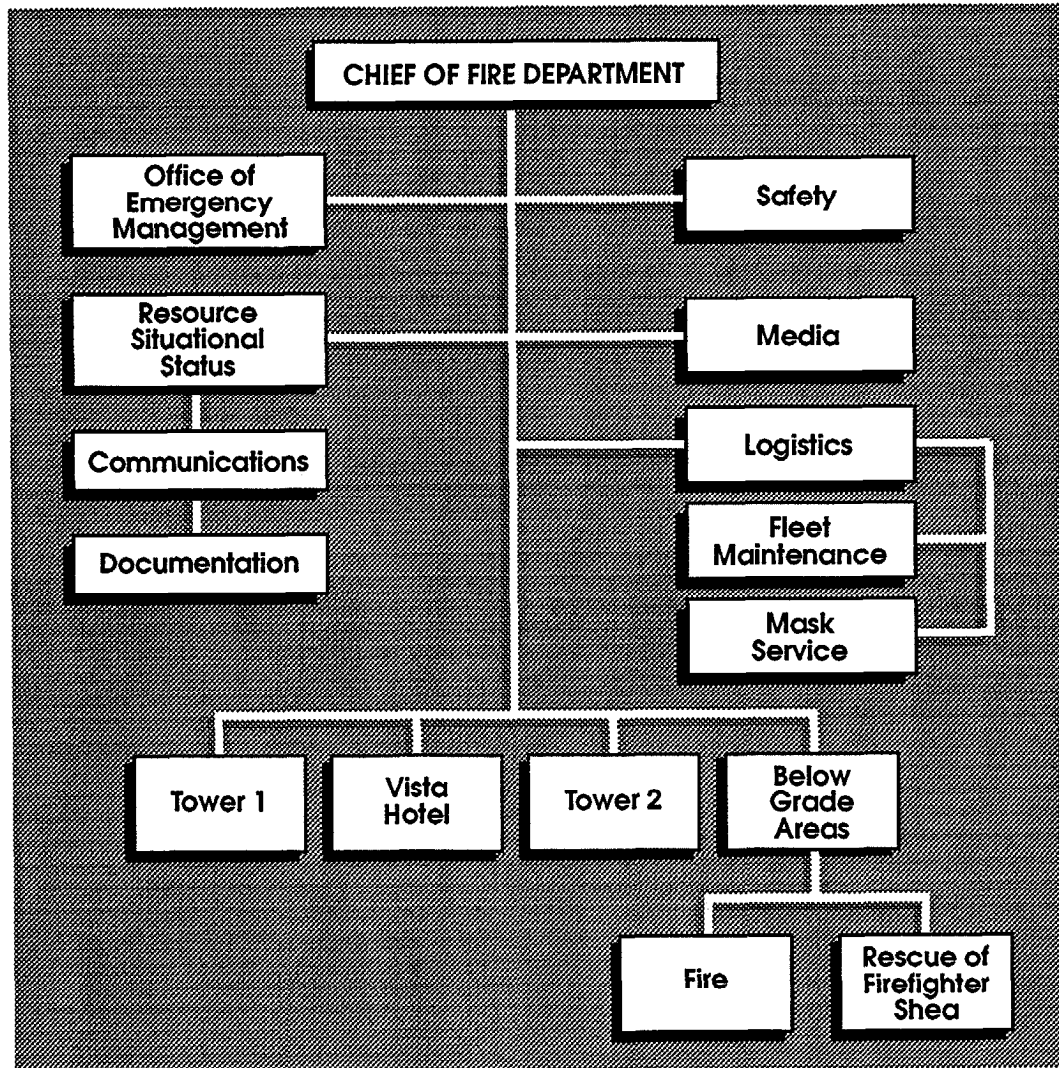 CHIEF OF FIRE DEPARTMENT
Office of
Emergency
Management
Safety
Resource
Situational
Status
Media
Communications
Logistics
Documentation
Fleet
Maintenance
Mask
Service
Tower 1
Vista
Hotel
Tower 2
Below
Grade
Areas
Fire
Rescue of
Firefighter
Shea